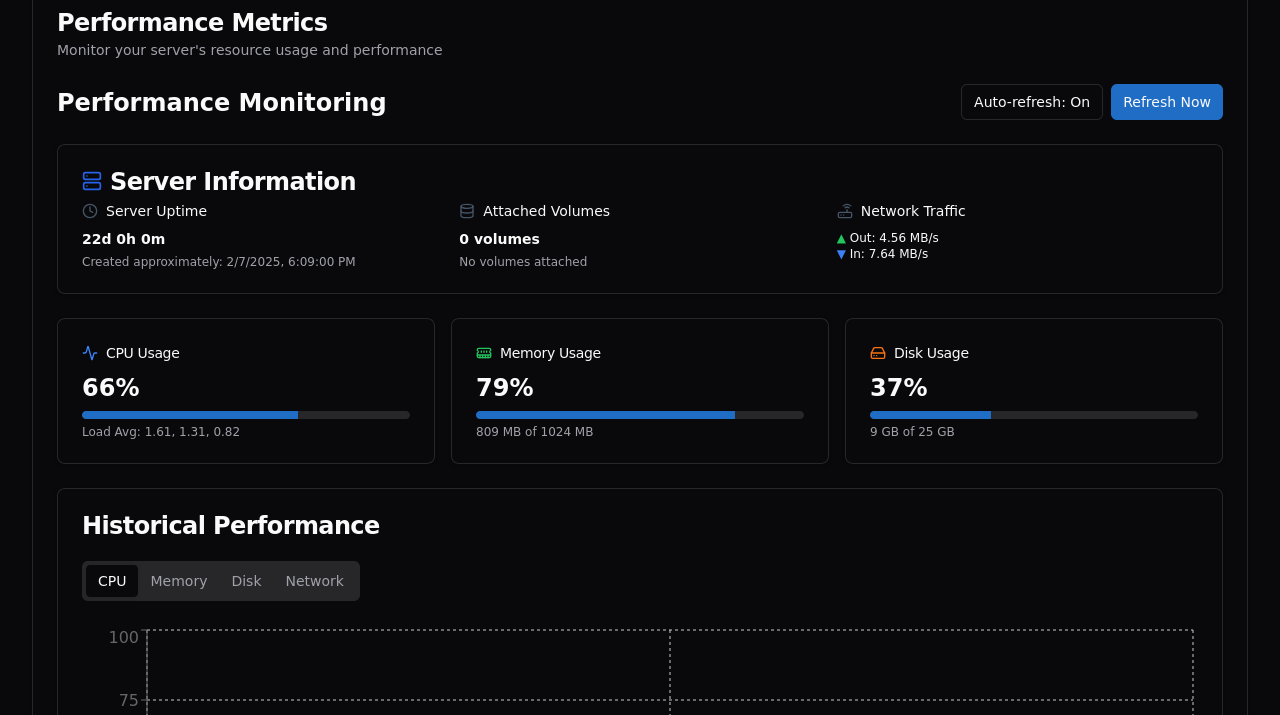 Performance Metrics
Monitor your server's resource usage and performance
Performance Monitoring
Auto-refresh: On
Refresh Now
Server Information
Server Uptime
22d 0h 0m
Created approximately: 2/7/2025, 6:09:00 PM
Attached Volumes
0 volumes
No volumes attached
Network Traffic
▲ Out: 4.56 MB/s
▼ In: 7.64 MB/s
CPU Usage
66%
Load Avg: 1.61, 1.31, 0.82
Memory Usage
79%
809 MB of 1024 MB
Disk Usage
37%
9 GB of 25 GB
Historical Performance
CPU Memory Disk Network
100
75